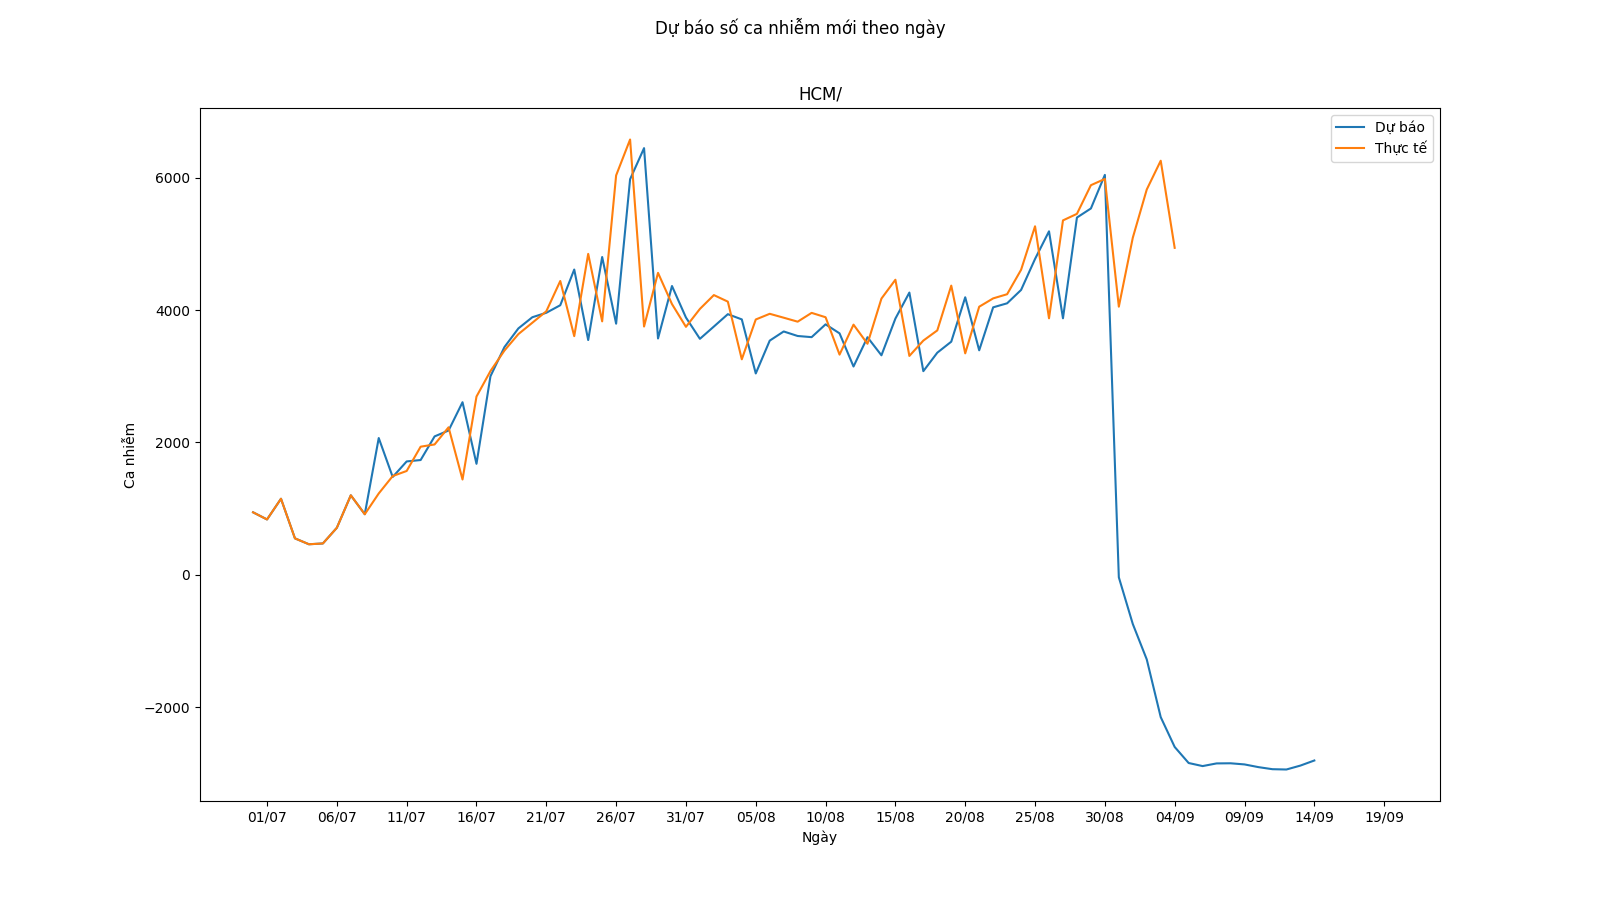 Dự báo số ca nhiễm mới theo ngày
HCM/
Dự báo
Thực tế
6000
4000
2000
0
−2000
Ca nhiễm
01/07 06/07 11/07 16/07 21/07 26/07 31/07 05/08 10/08 15/08 20/08 25/08 30/08 04/09 09/09 14/09 19/09
Ngày